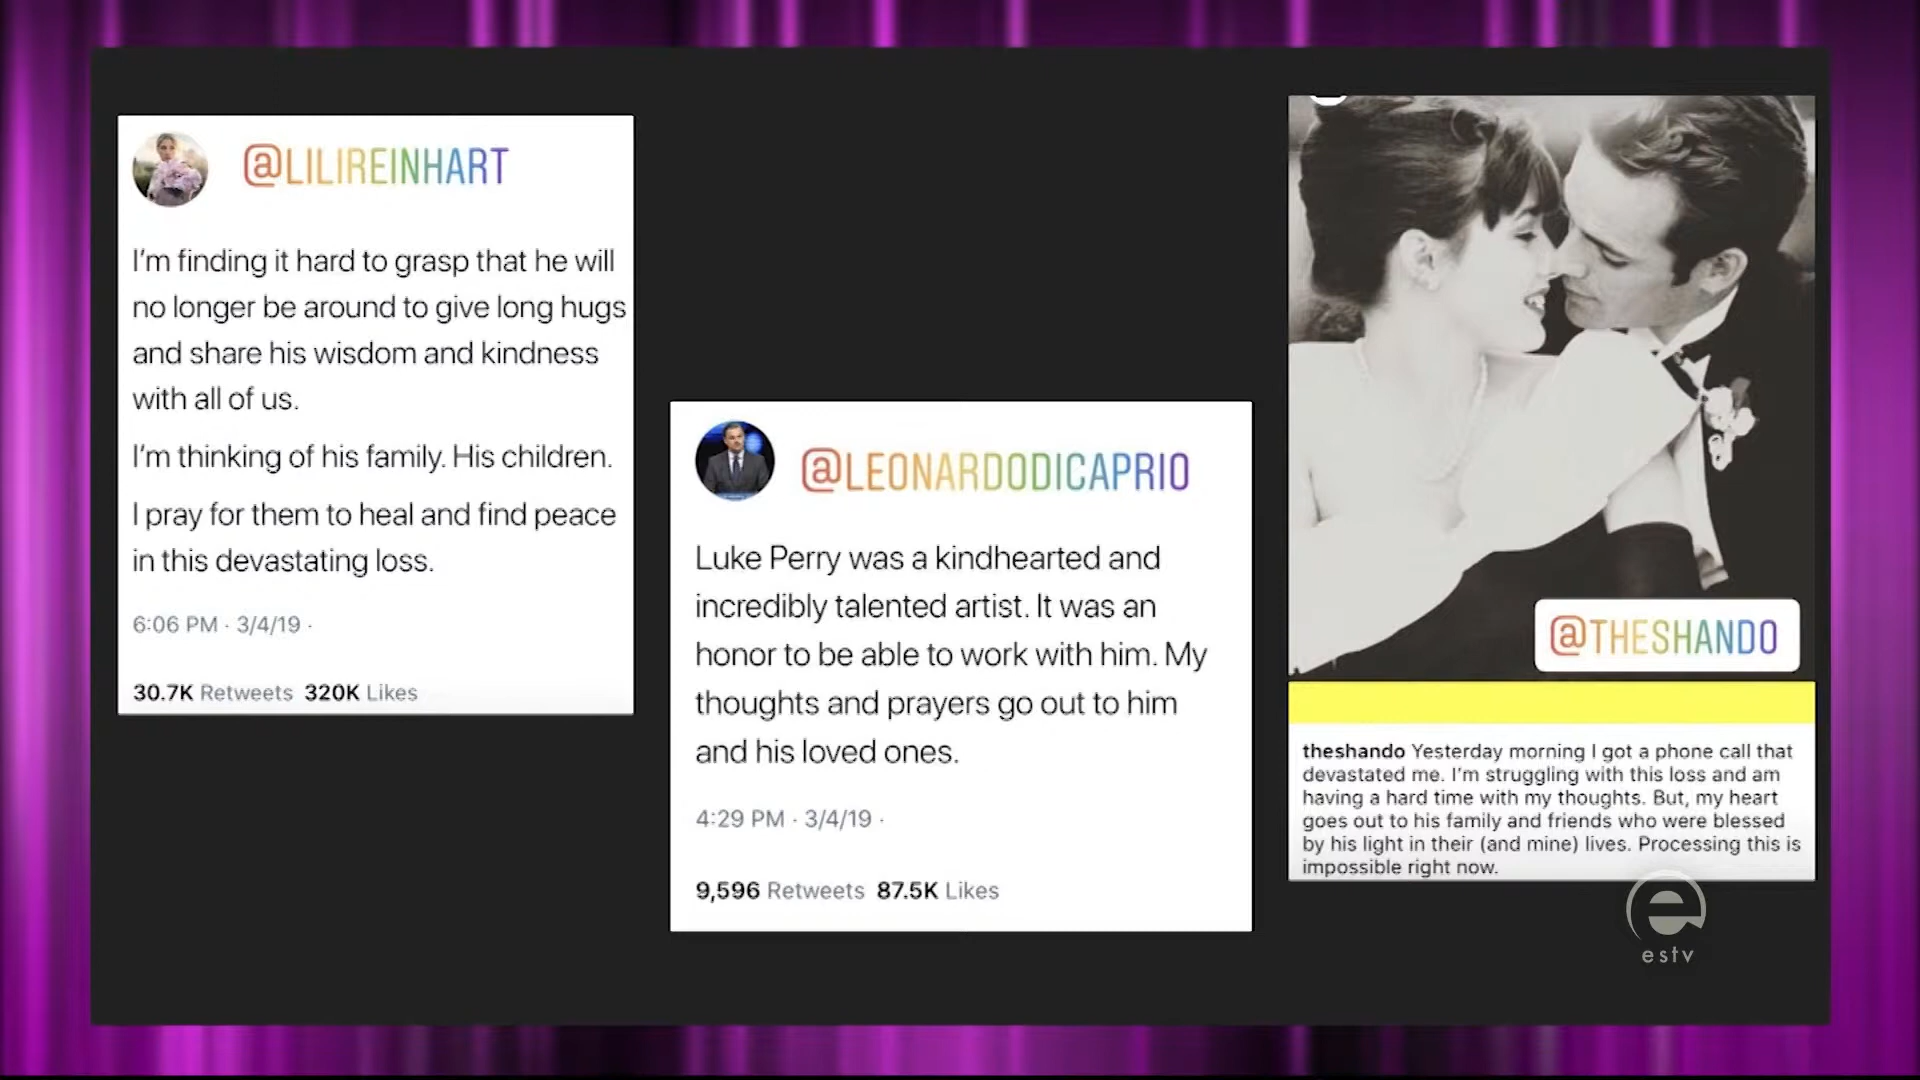 @LILIREINHART
I'm finding it hard to grasp that he will
no longer be around to give long hugs
and share his wisdom and kindness
with all of us.
I'm thinking of his family. His children.
I pray for them to heal and find peace
in this devastating loss.
6:06 PM · 3/4/19 ·
30.7K Retweets 320K Likes
@LEONARDODICAPRIO
Luke Perry was a kindhearted and
incredibly talented artist. It was an
honor to be able to work with him. My
thoughts and prayers go out to him
and his loved ones.
4:29 PM · 3/4/19 ·
9,596 Retweets 87.5K Likes
@THESHANDO
theshando Yesterday morning I got a phone call that
devastated me. I'm struggling with this loss and am
having a hard time with my thoughts. But, my heart
goes out to his family and friends who were blessed
by his light in their (and mine) lives. Processing this is
impossible right now.
e
estv